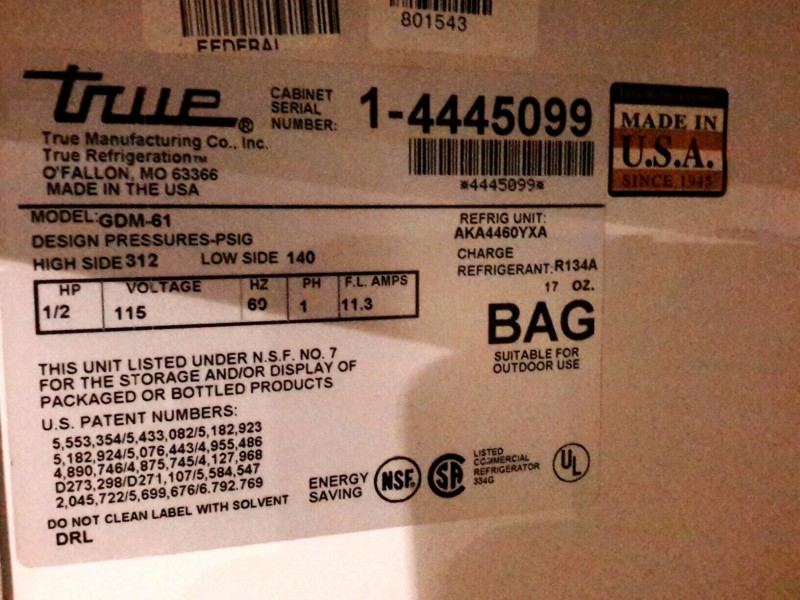 FEDERAL
801543
true®
CABINET
SERIAL
NUMBER:
1-4445099
*4445099*
MADE IN
U.S.A.
SINCE 1945
True Manufacturing Co., Inc.
True Refrigeration™
O'FALLON, MO 63366
MADE IN THE USA
MODEL: GDM-61
DESIGN PRESSURES-PSIG
HIGH SIDE 312 LOW SIDE 140
REFRIG UNIT:
AKA4460YXA
CHARGE
REFRIGERANT: R134A
17 OZ.
HP VOLTAGE HZ PH F.L. AMPS
1/2 115 60 1 11.3
BAG
SUITABLE FOR
OUTDOOR USE
THIS UNIT LISTED UNDER N.S.F. NO. 7
FOR THE STORAGE AND/OR DISPLAY OF
PACKAGED OR BOTTLED PRODUCTS
U.S. PATENT NUMBERS:
5,553,354/5,433,082/5,182,923
5,182,924/5,076,443/4,955,486
4,890,746/4,875,745/4,127,968
D273,298/D271,107/5,584,547
2,045,722/5,699,676/6.792.769
DO NOT CLEAN LABEL WITH SOLVENT
DRL
ENERGY
SAVING
NSF.
SA
LISTED
COMMERCIAL
REFRIGERATOR
354G
UL